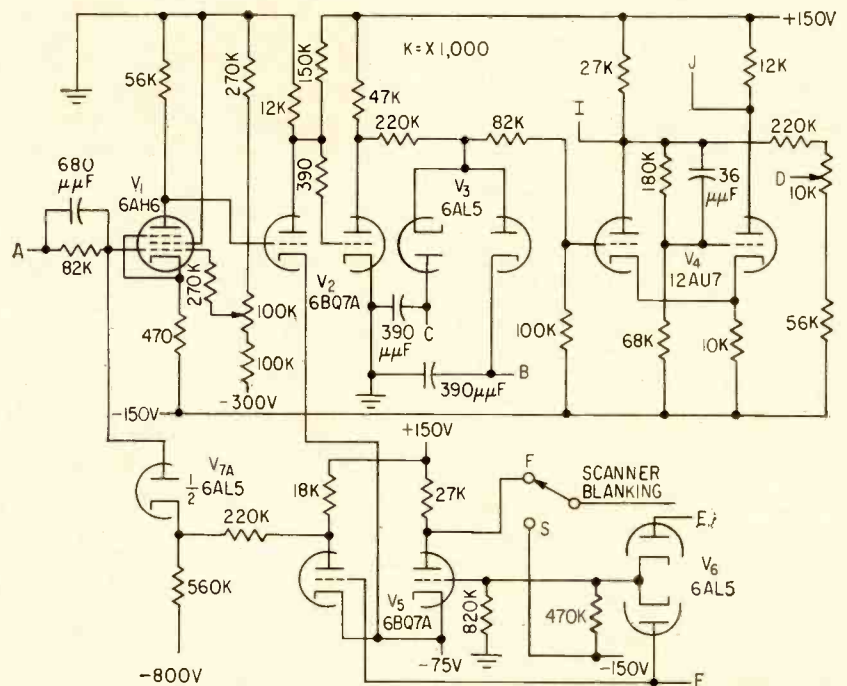 +150V
K = X 1,000
56K
270K
12K
150K
47K
27K
J
12K
I
220K
82K
220K
680
μμF
V1
6AH6
390
V3
6AL5
180K
36
μμF
D
10K
A
82K
V2
6BQ7A
V4
12AU7
270K
100K
470
390
μμF
C
100K
68K
10K
56K
100K
-150V
-300V
390μμF
B
+150V
V7A
½ 6AL5
18K
27K
F
SCANNER
BLANKING
220K
S
E
V6
6AL5
560K
V5
6BQ7A
820K
470K
-75V
-150V
-800V
F